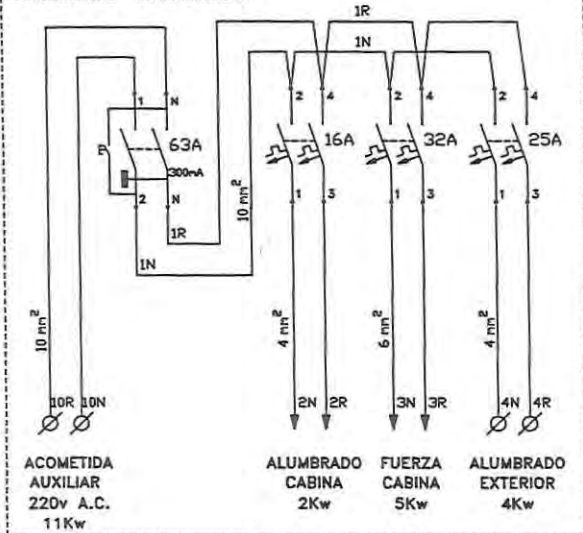 1R
1N
1
N
2
4
2
4
2
4
P
63A
16A
32A
25A
300mA
2
N
1
3
1
3
1
3
10 mm²
1R
1N
10 mm²
4 mm²
6 mm²
4 mm²
10R
10N
2N
2R
3N
3R
4N
4R
ACOMETIDA
AUXILIAR
220v A.C.
11Kw
ALUMBRADO
CABINA
2Kw
FUERZA
CABINA
5Kw
ALUMBRADO
EXTERIOR
4Kw